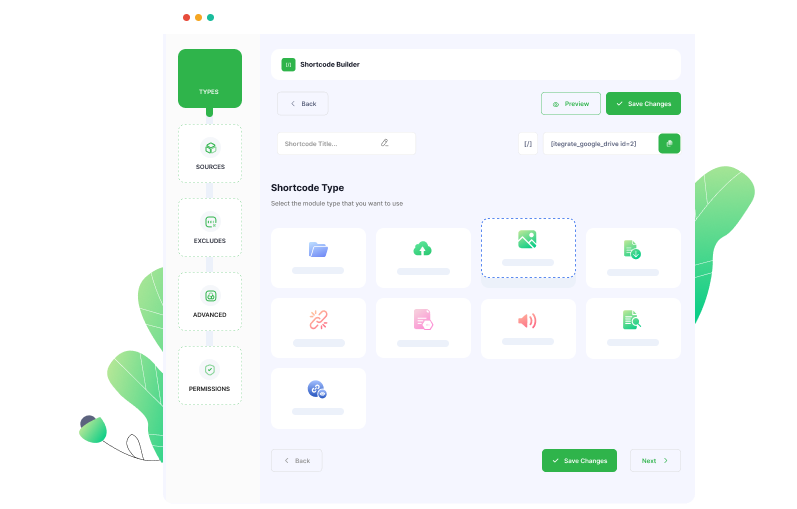 [/] Shortcode Builder
TYPES
Back
Preview
Save Changes
Shortcode Title...
[/]
[itegrate_google_drive id=2]
SOURCES
Shortcode Type
Select the module type that you want to use
EXCLUDES
ADVANCED
PERMISSIONS
Back
Save Changes
Next